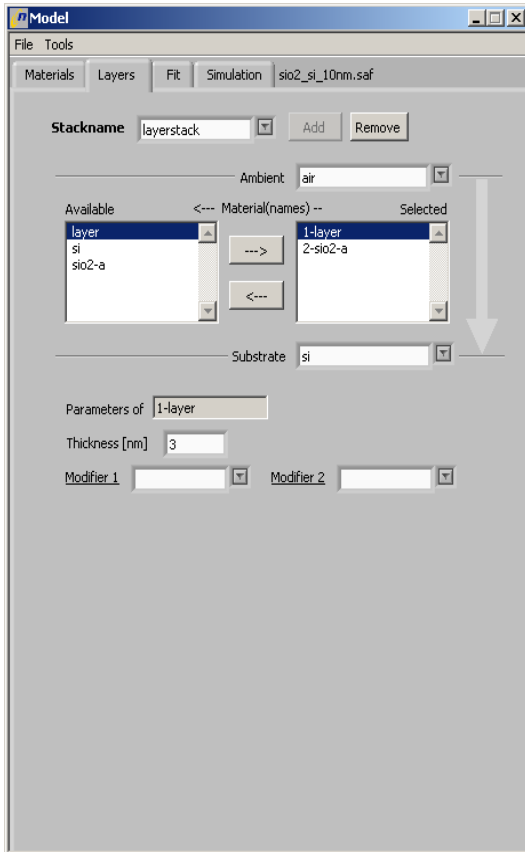 Model
File Tools
Materials Layers Fit Simulation sio2_si_10nm.saf
Stackname layerstack Add Remove
Ambient air
Available <--- Material(names) -- Selected
layer
si
sio2-a
--->
<---
1-layer
2-sio2-a
Substrate si
Parameters of 1-layer
Thickness [nm] 3
Modifier 1 Modifier 2